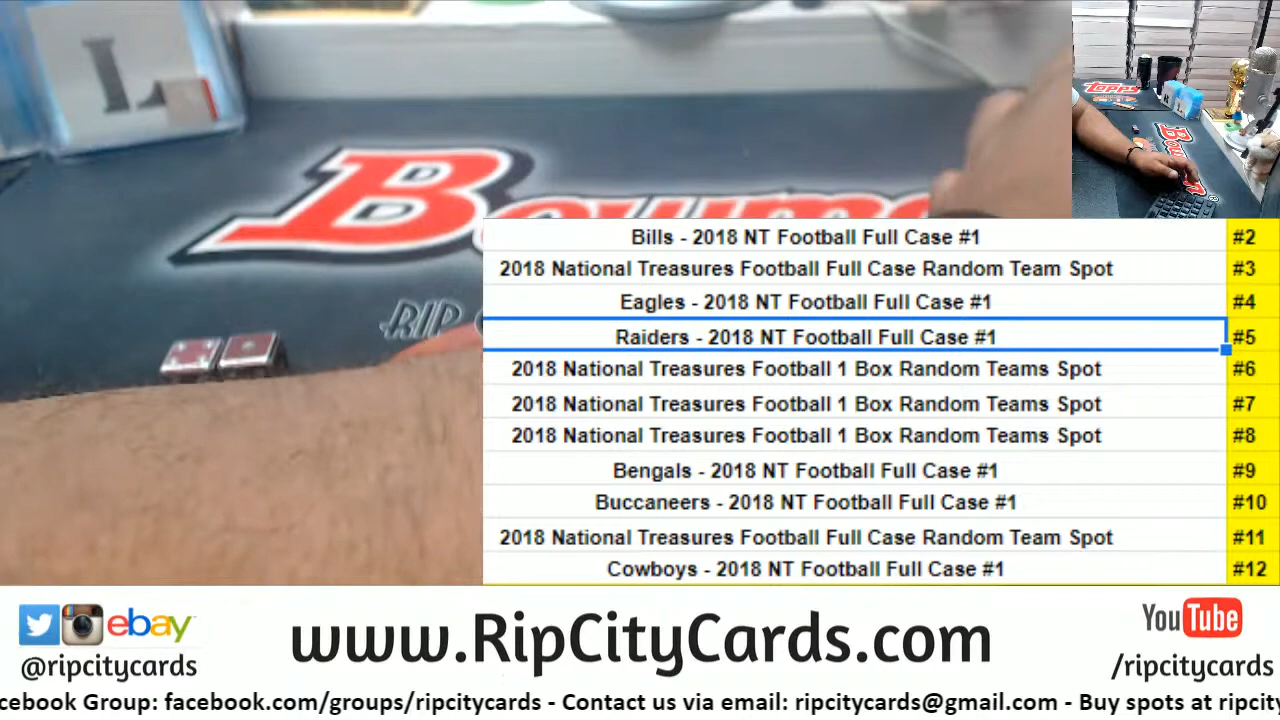 L
Bowma
RIP
Topps
Bowman
Bills - 2018 NT Football Full Case #1 #2
2018 National Treasures Football Full Case Random Team Spot #3
Eagles - 2018 NT Football Full Case #1 #4
Raiders - 2018 NT Football Full Case #1 #5
2018 National Treasures Football 1 Box Random Teams Spot #6
2018 National Treasures Football 1 Box Random Teams Spot #7
2018 National Treasures Football 1 Box Random Teams Spot #8
Bengals - 2018 NT Football Full Case #1 #9
Buccaneers - 2018 NT Football Full Case #1 #10
2018 National Treasures Football Full Case Random Team Spot #11
Cowboys - 2018 NT Football Full Case #1 #12
ebay
@ripcitycards
www.RipCityCards.com
YouTube
/ripcitycards
cebook Group: facebook.com/groups/ripcitycards - Contact us via email: ripcitycards@gmail.com - Buy spots at ripcity